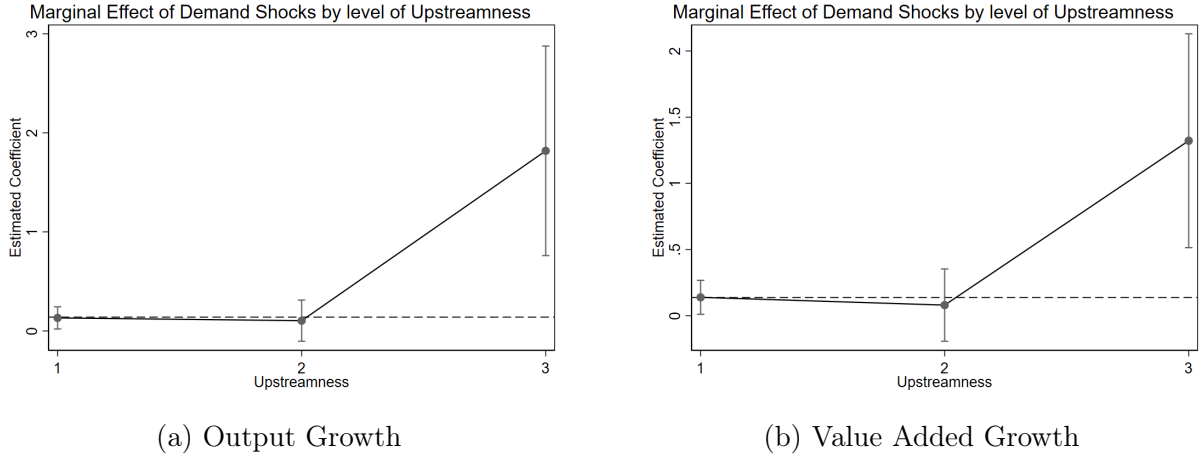 Marginal Effect of Demand Shocks by level of Upstreamness
3
2
1
0
Estimated Coefficient
1 2 3
Upstreamness
(a) Output Growth
Marginal Effect of Demand Shocks by level of Upstreamness
2
1.5
1
.5
0
Estimated Coefficient
1 2 3
Upstreamness
(b) Value Added Growth